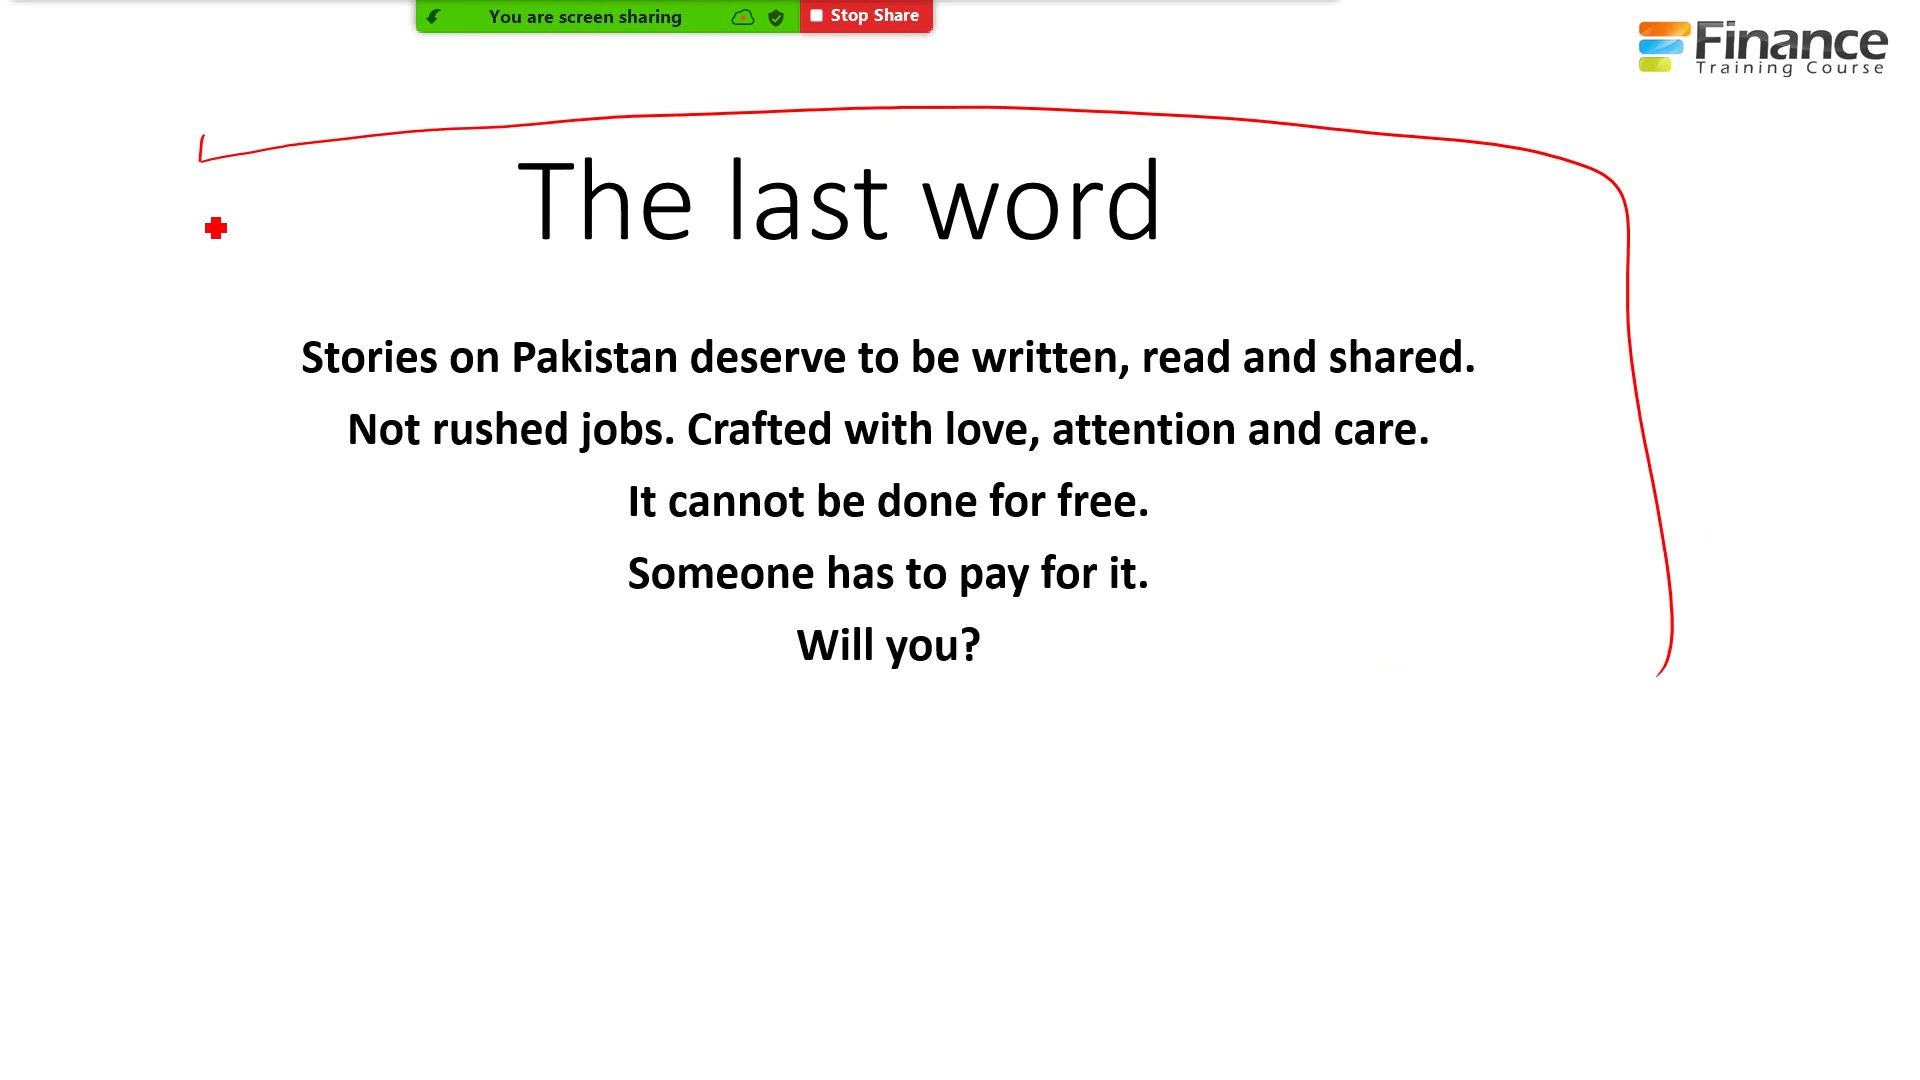 You are screen sharing
Stop Share
Finance
Training Course
The last word
Stories on Pakistan deserve to be written, read and shared.
Not rushed jobs. Crafted with love, attention and care.
It cannot be done for free.
Someone has to pay for it.
Will you?